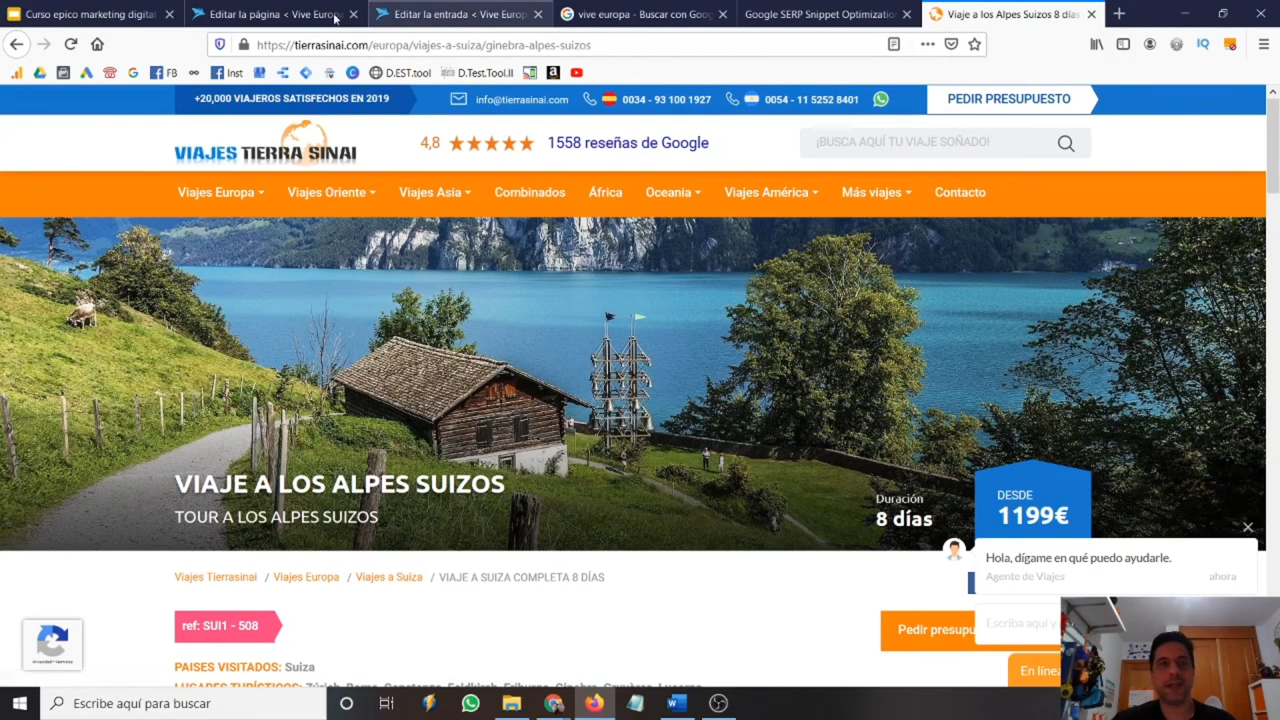 Curso epico marketing digital
Editar la página < Vive Europ
Editar la entrada < Vive Europ
vive europa - Buscar con Goog
Google SERP Snippet Optimizatio
Viaje a los Alpes Suizos 8 días
https://tierrasinai.com/europa/viajes-a-suiza/ginebra-alpes-suizos
IQ
FB
Inst
D.EST.tool
D.Test.Tool.II
+20,000 VIAJEROS SATISFECHOS EN 2019
info@tierrasinai.com
0034 - 93 100 1927
0054 - 11 5252 8401
PEDIR PRESUPUESTO
VIAJES TIERRA SINAI
4,8
1558 reseñas de Google
¡BUSCA AQUÍ TU VIAJE SOÑADO!
Viajes Europa
Viajes Oriente
Viajes Asia
Combinados
África
Oceania
Viajes América
Más viajes
Contacto
VIAJE A LOS ALPES SUIZOS
TOUR A LOS ALPES SUIZOS
Duración
8 días
DESDE
1199€
Hola, dígame en qué puedo ayudarle.
Agente de Viajes
ahora
Viajes Tierrasinai / Viajes Europa / Viajes a Suiza / VIAJE A SUIZA COMPLETA 8 DÍAS
ref: SUI1 - 508
Pedir presupu
Escriba aquí y
PAISES VISITADOS: Suiza
En línea
Escribe aquí para buscar